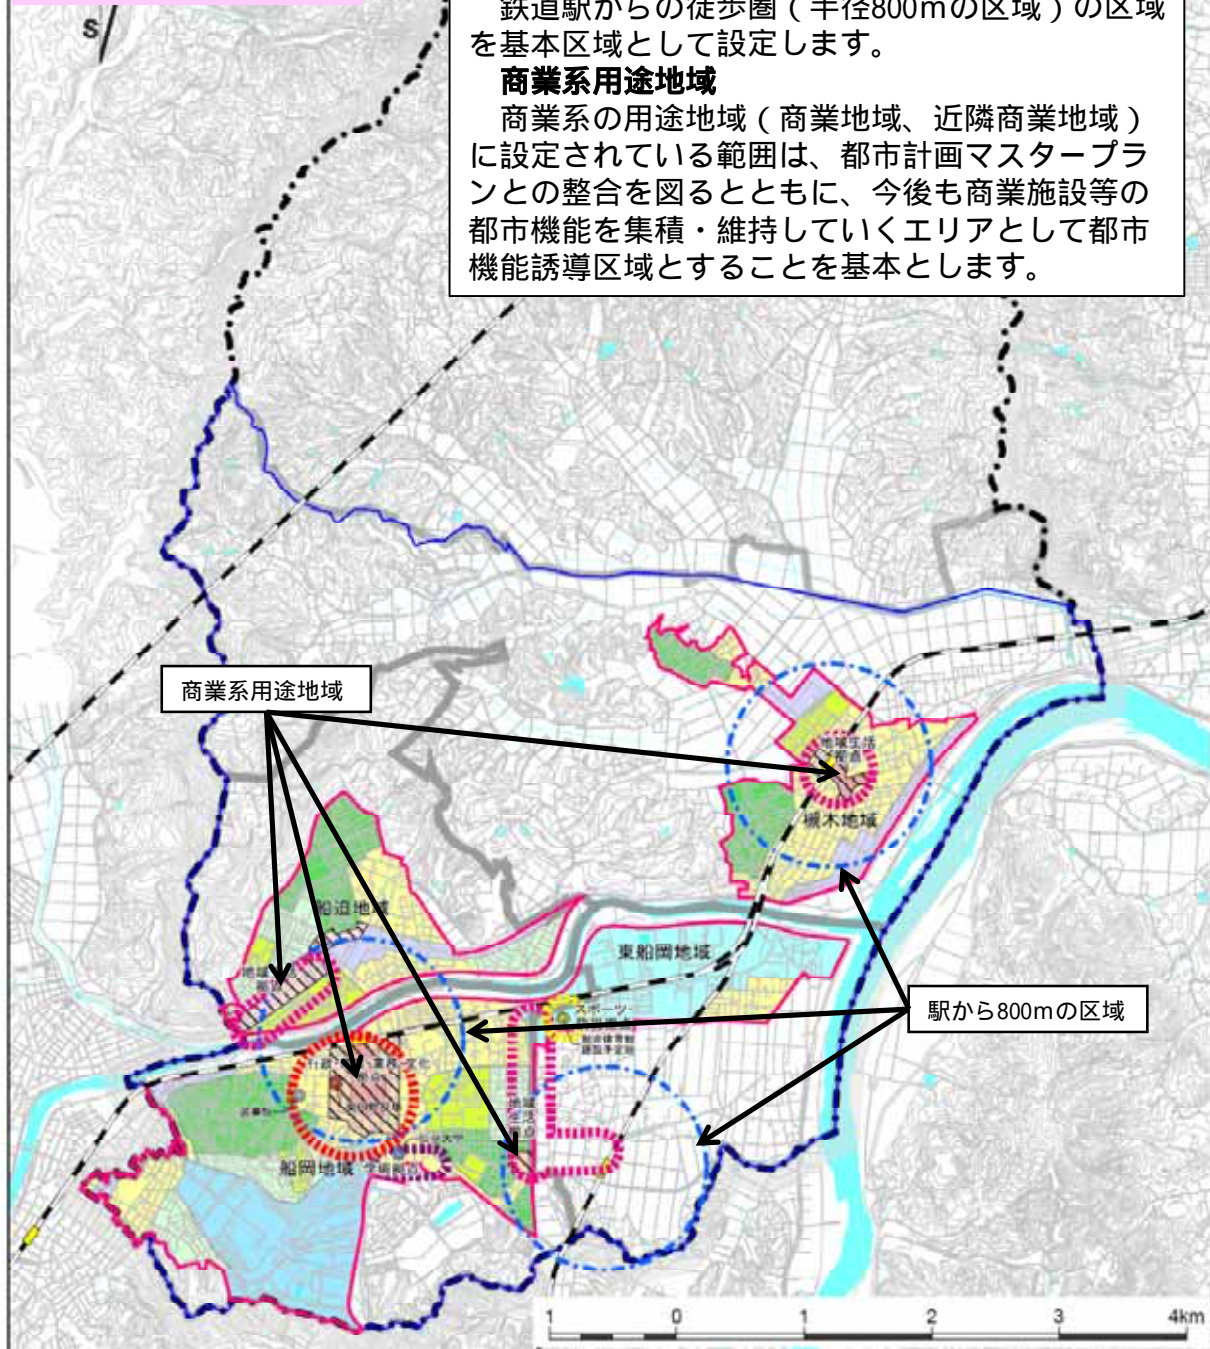 S
鉄道駅からの徒歩圏（半径800mの区域）の区域
を基本区域として設定します。
商業系用途地域
商業系の用途地域（商業地域、近隣商業地域）
に設定されている範囲は、都市計画マスタープラ
ンとの整合を図るとともに、今後も商業施設等の
都市機能を集積・維持していくエリアとして都市
機能誘導区域とすることを基本とします。
商業系用途地域
地域生活
拠点
槻木地域
船迫地域
東船岡地域
駅から800mの区域
地域
生活
拠点
船岡地域
1 0 1 2 3 4km